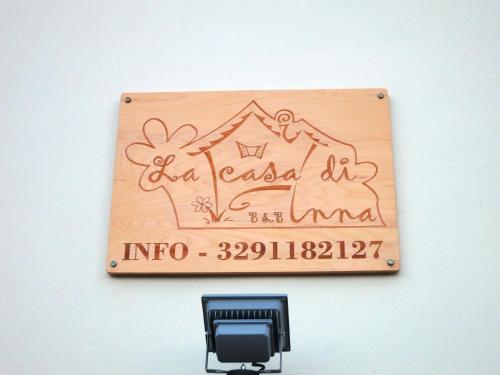 La casa di
B&B Anna
INFO - 3291182127